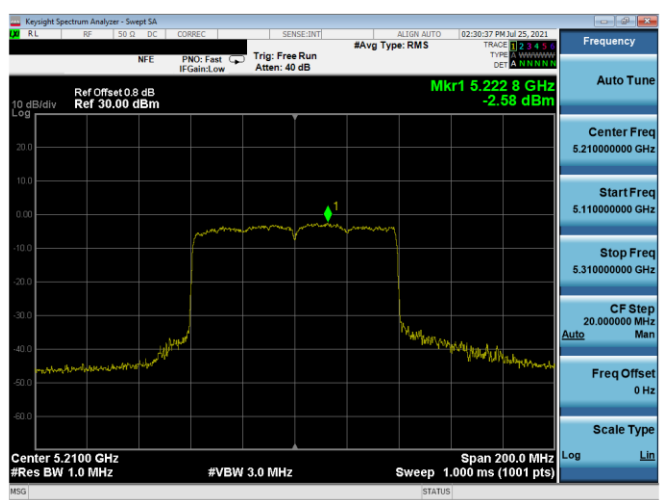 Keysight Spectrum Analyzer - Swept SA
LXI RL RF 50 Ω DC CORREC SENSE:INT ALIGN AUTO 02:30:37 PM Jul 25, 2021
NFE PNO: Fast Trig: Free Run #Avg Type: RMS TRACE 1 2 3 4 5 6
IFGain:Low Atten: 40 dB TYPE A WWWWW
DET A N N N N N
Frequency
Mkr1 5.222 8 GHz
-2.58 dBm
Ref Offset 0.8 dB
10 dB/div Ref 30.00 dBm
Log
20.0
10.0
0.00
-10.0
-20.0
-30.0
-40.0
-50.0
-60.0
1
Center 5.2100 GHz Span 200.0 MHz
#Res BW 1.0 MHz #VBW 3.0 MHz Sweep 1.000 ms (1001 pts)
Auto Tune
Center Freq
5.210000000 GHz
Start Freq
5.110000000 GHz
Stop Freq
5.310000000 GHz
CF Step
20.000000 MHz
Auto Man
Freq Offset
0 Hz
Scale Type
Log Lin
MSG STATUS